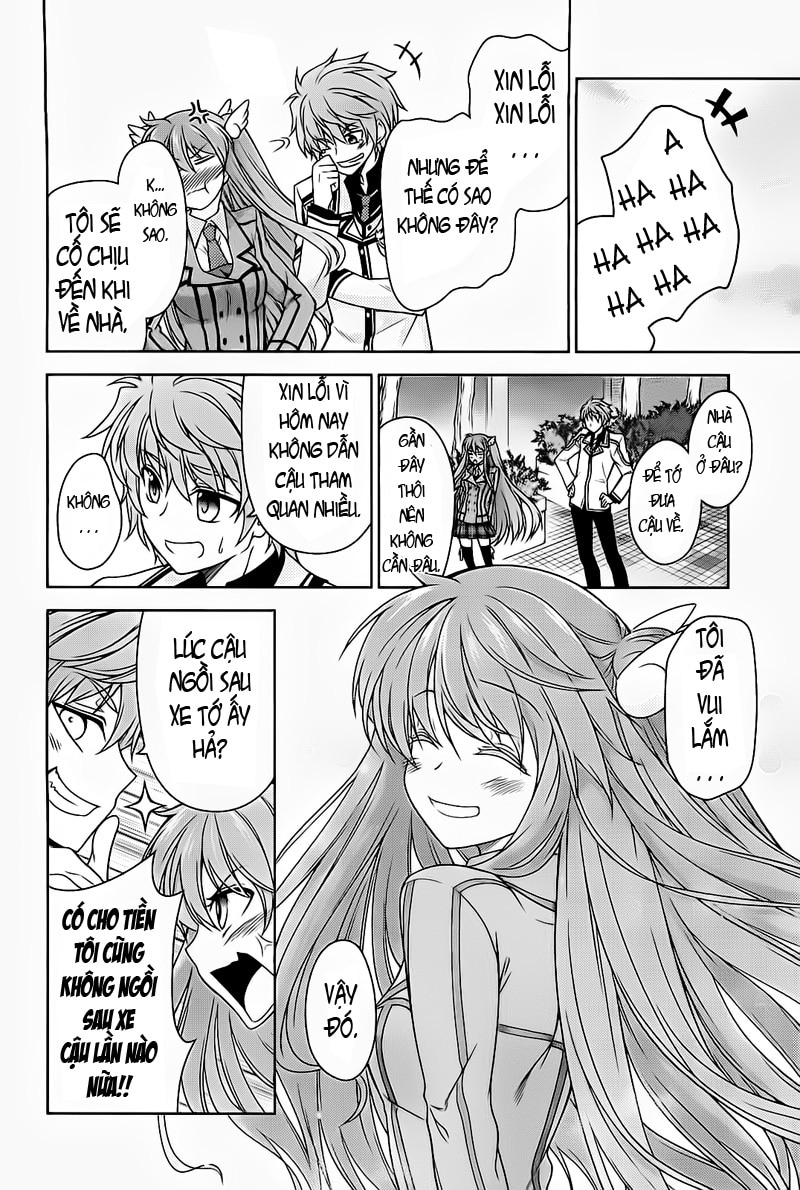 A
HA HA
HA HA HA
HA HA
XIN LỖI
XIN LỖI
. . .
NHƯNG ĐỂ
THẾ CÓ SAO
KHÔNG ĐÂY?
K...
KHÔNG
SAO.
TÔI SẼ
CỐ CHỊU
ĐẾN KHI
VỀ NHÀ.
NHÀ
CẬU
Ở ĐÂU?
ĐỂ TỚ
ĐƯA
CẬU VỀ.
GẦN
ĐÂY
THÔI
NÊN
KHÔNG
CẦN ĐÂU.
XIN LỖI VÌ
HÔM NAY
KHÔNG DẪN
CẬU THAM
QUAN NHIỀU.
KHÔNG
. . .
TÔI
ĐÃ
VUI
LẮM
. . .
VẬY
ĐÓ.
LÚC CẬU
NGỒI SAU
XE TỚ ẤY
HẢ?
CÓ CHO TIỀN
TÔI CŨNG
KHÔNG NGỒI
SAU XE
CẬU LẦN NÀO
NỮA!!